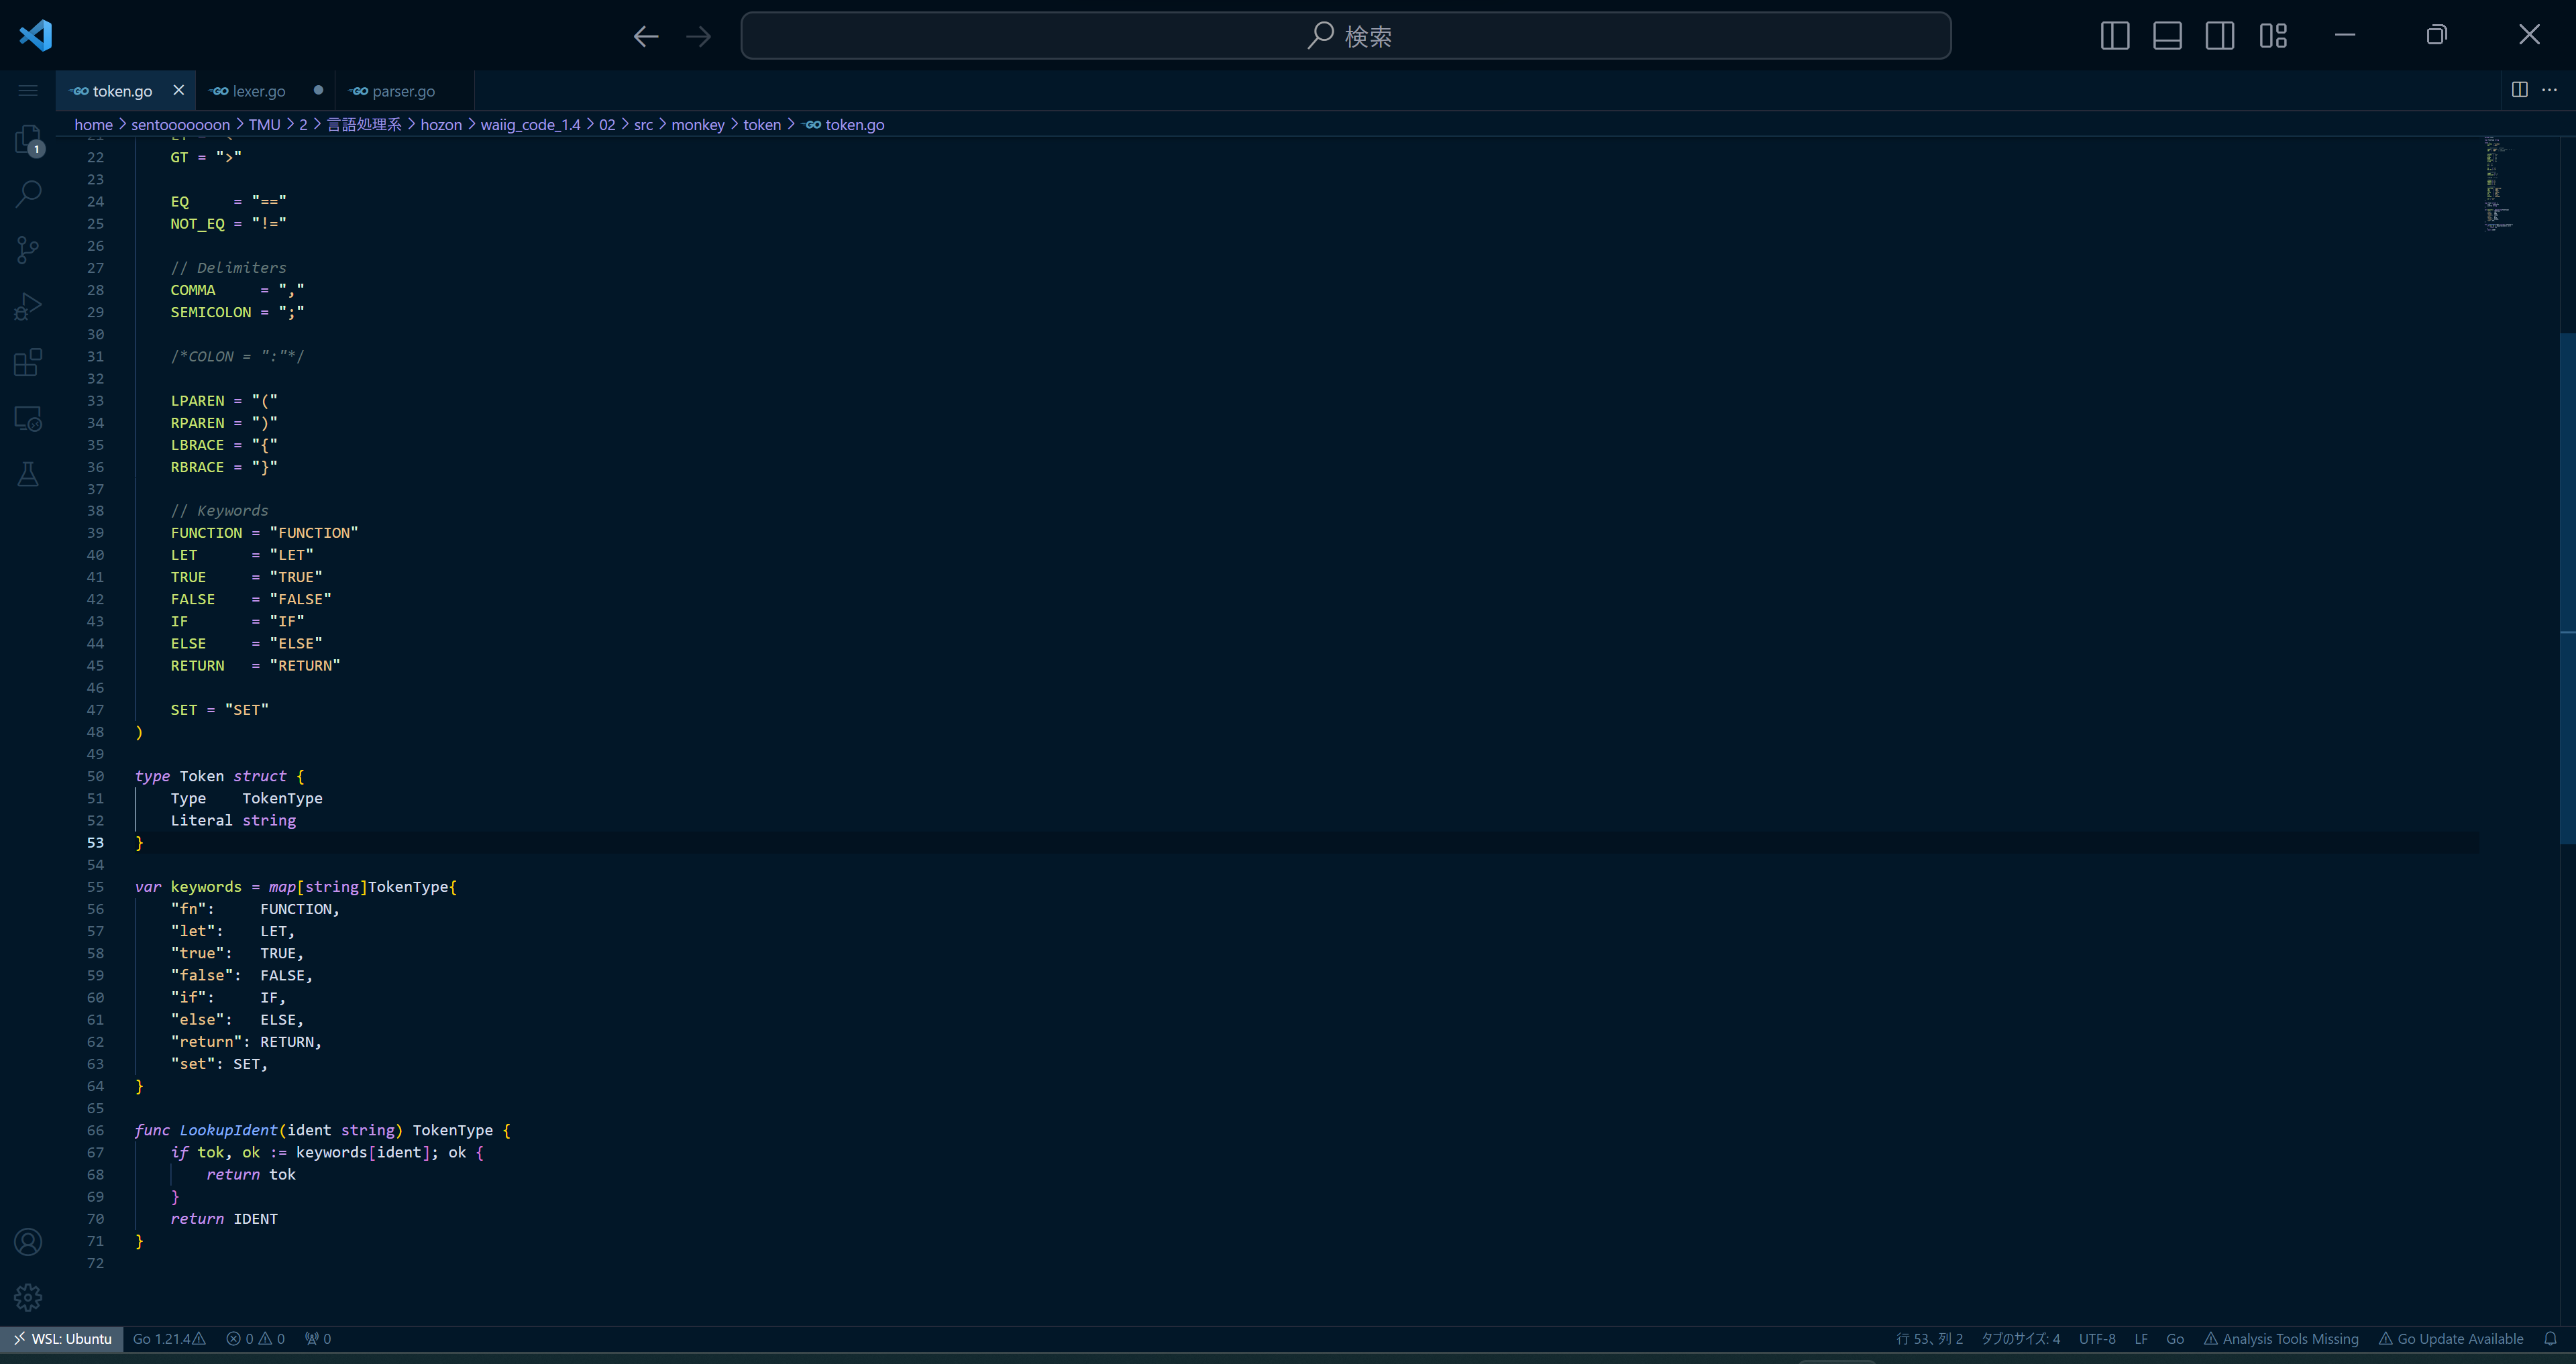 検索
token.go
lexer.go
parser.go
home > sentooooooon > TMU > 2 > 言語処理系 > hozon > waiig_code_1.4 > 02 > src > monkey > token > token.go
1
22 GT = ">"
23
24 EQ     = "=="
25 NOT_EQ = "!="
26
27 // Delimiters
28 COMMA     = ","
29 SEMICOLON = ";"
30
31 /*COLON = ":"*/
32
33 LPAREN = "("
34 RPAREN = ")"
35 LBRACE = "{"
36 RBRACE = "}"
37
38 // Keywords
39 FUNCTION = "FUNCTION"
40 LET      = "LET"
41 TRUE     = "TRUE"
42 FALSE    = "FALSE"
43 IF       = "IF"
44 ELSE     = "ELSE"
45 RETURN   = "RETURN"
46
47 SET = "SET"
48 )
49
50 type Token struct {
51     Type    TokenType
52     Literal string
53 }
54
55 var keywords = map[string]TokenType{
56     "fn":     FUNCTION,
57     "let":    LET,
58     "true":   TRUE,
59     "false":  FALSE,
60     "if":     IF,
61     "else":   ELSE,
62     "return": RETURN,
63     "set": SET,
64 }
65
66 func LookupIdent(ident string) TokenType {
67     if tok, ok := keywords[ident]; ok {
68         return tok
69     }
70     return IDENT
71 }
72
WSL: Ubuntu
Go 1.21.4
0 0
0
行 53、列 2
タブのサイズ: 4
UTF-8
LF
Go
Analysis Tools Missing
Go Update Available